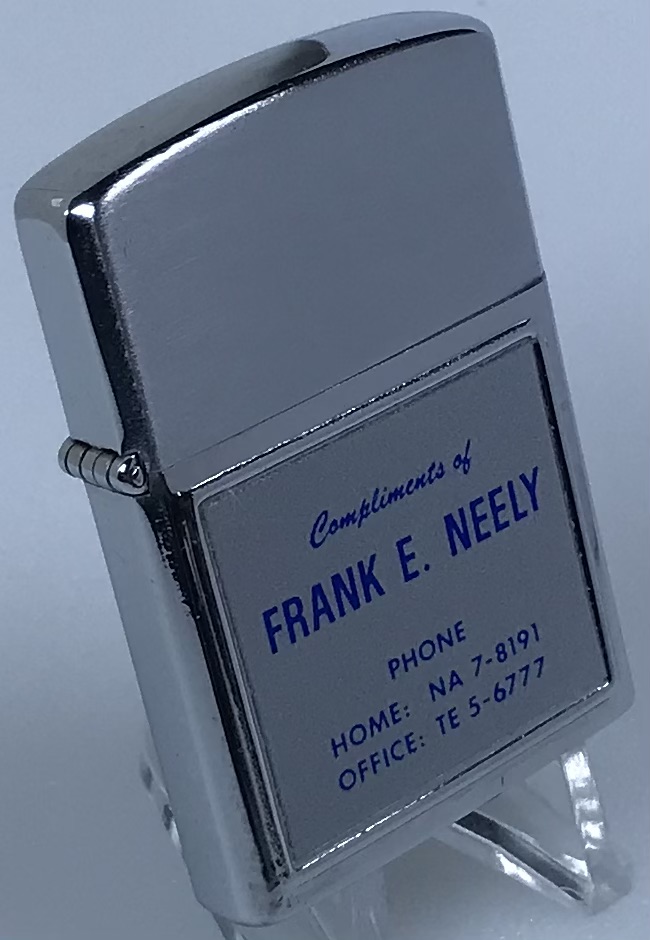 Compliments of
FRANK E. NEELY
PHONE
HOME: NA 7-8191
OFFICE: TE 5-6777